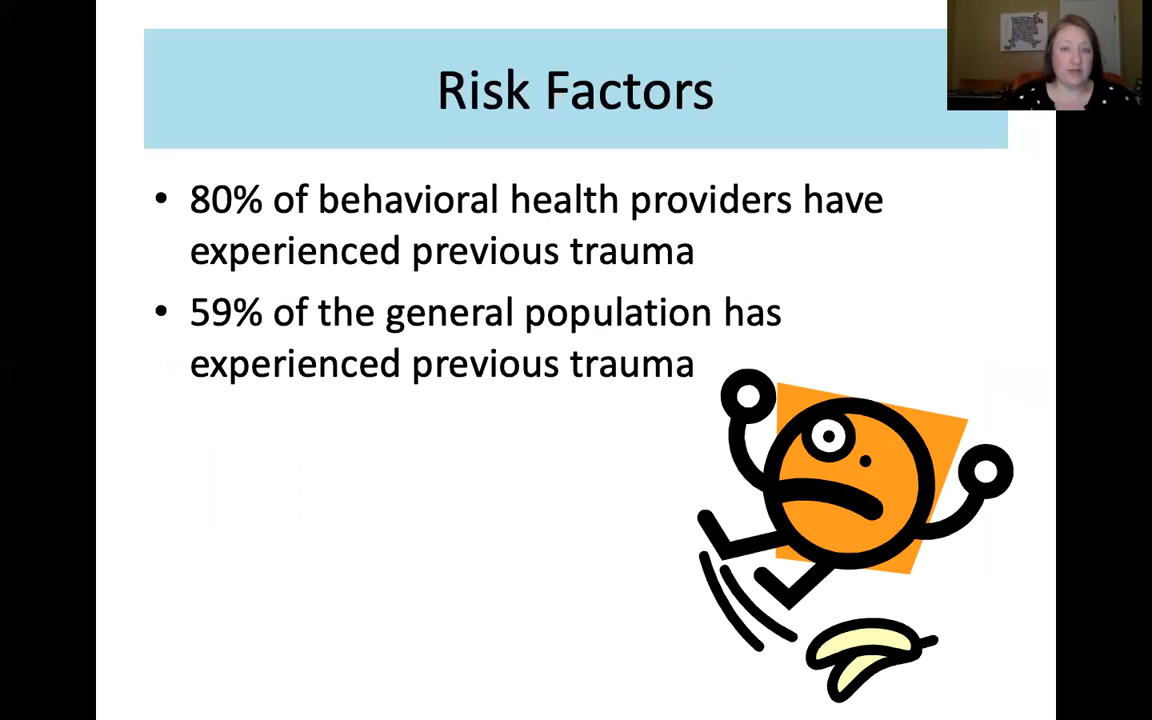 Risk Factors
• 80% of behavioral health providers have
experienced previous trauma
• 59% of the general population has
experienced previous trauma